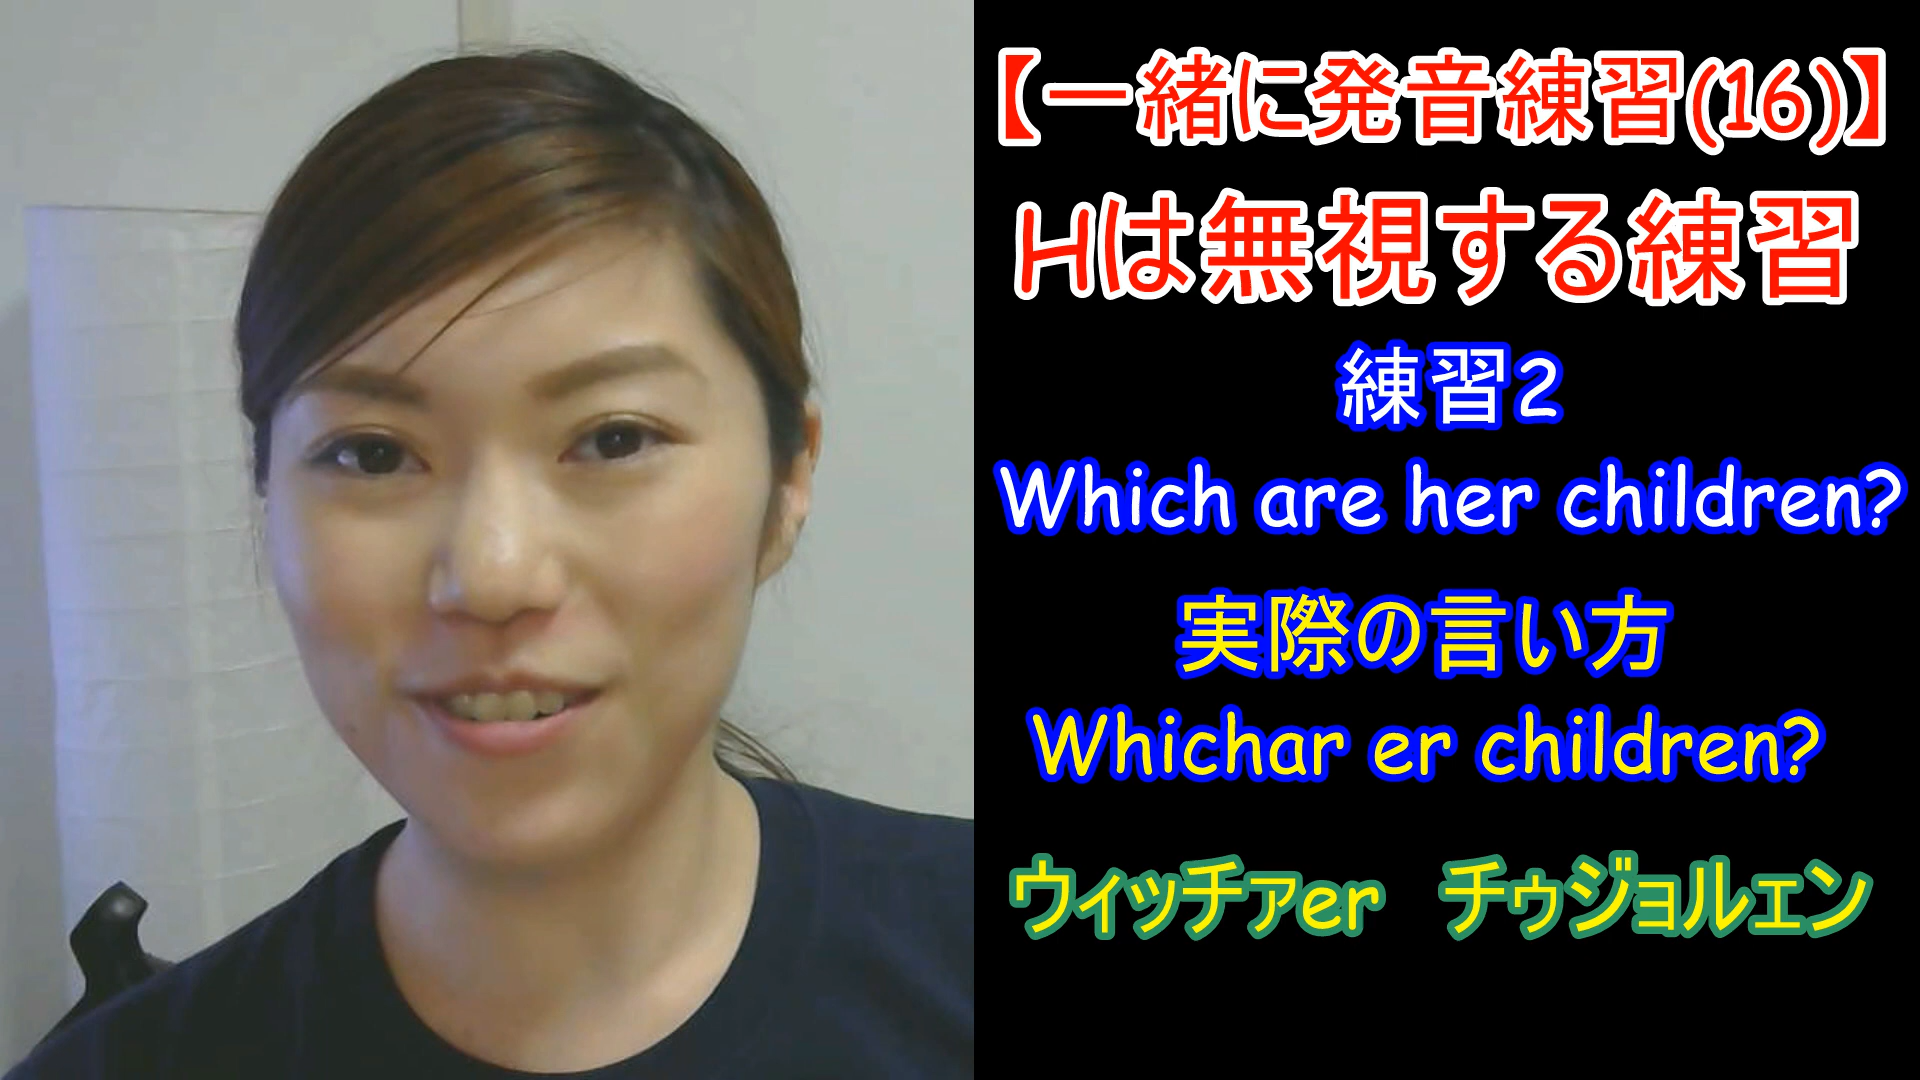 【一緒に発音練習(16)】
Hは無視する練習
練習2
Which are her children?
実際の言い方
Whichar er children?
ウィッチァer　チゥジョルェン